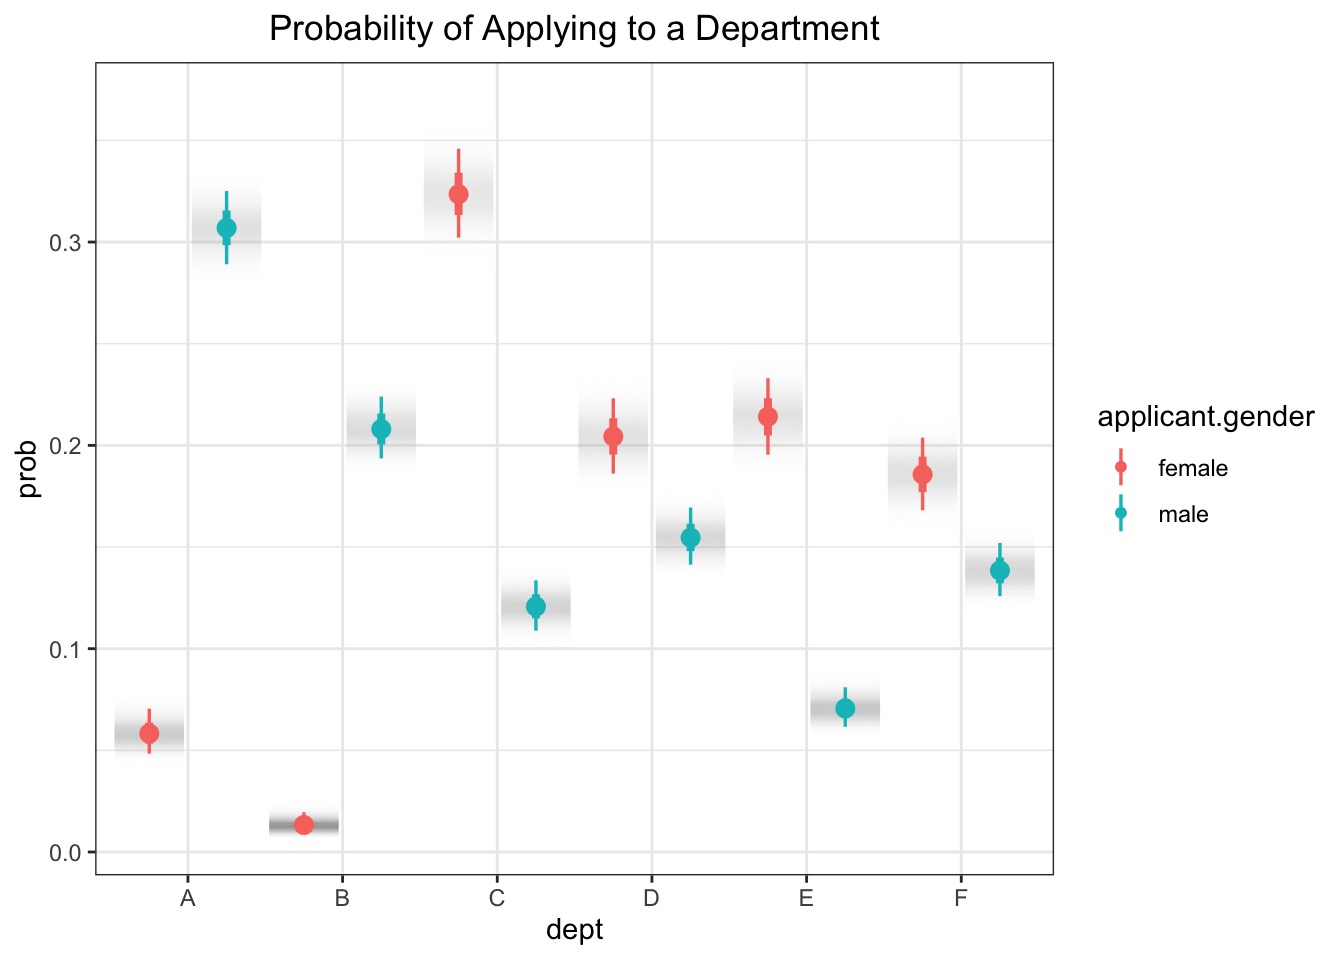 Probability of Applying to a Department
prob
0.3
0.2
0.1
0.0
A B C D E F
dept
applicant.gender
female
male